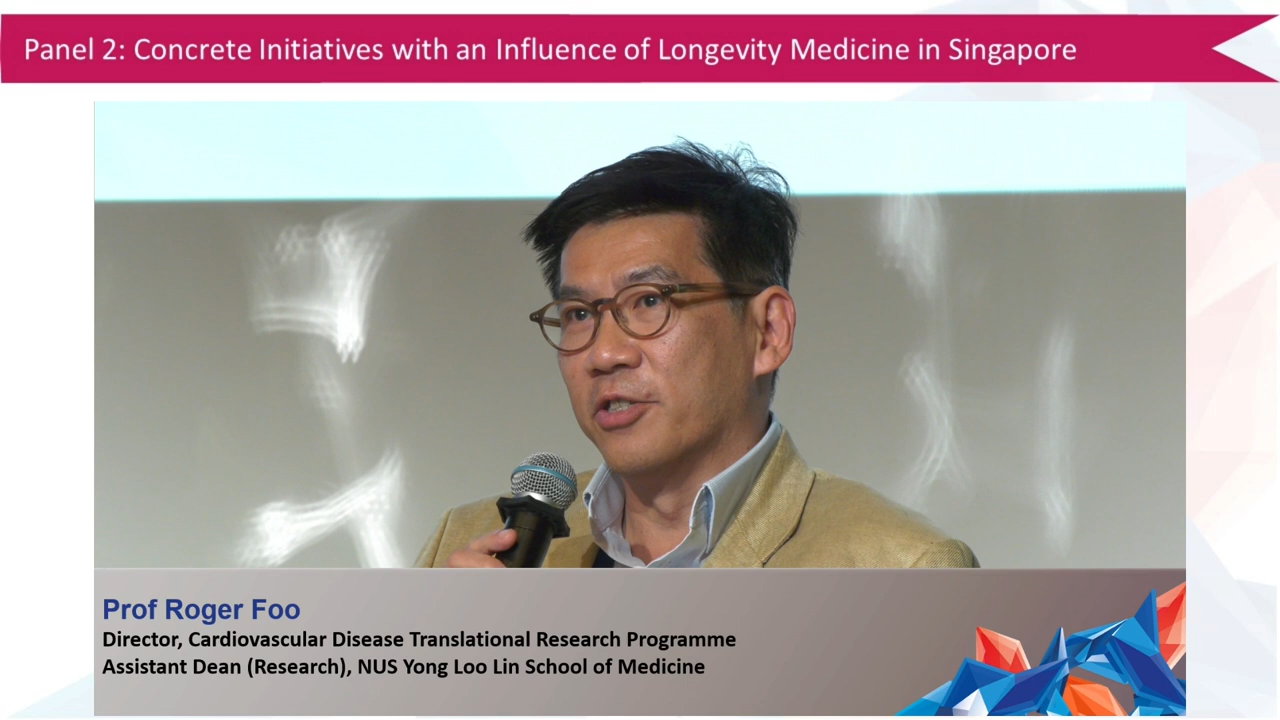 Panel 2: Concrete Initiatives with an Influence of Longevity Medicine in Singapore
Prof Roger Foo
Director, Cardiovascular Disease Translational Research Programme
Assistant Dean (Research), NUS Yong Loo Lin School of Medicine